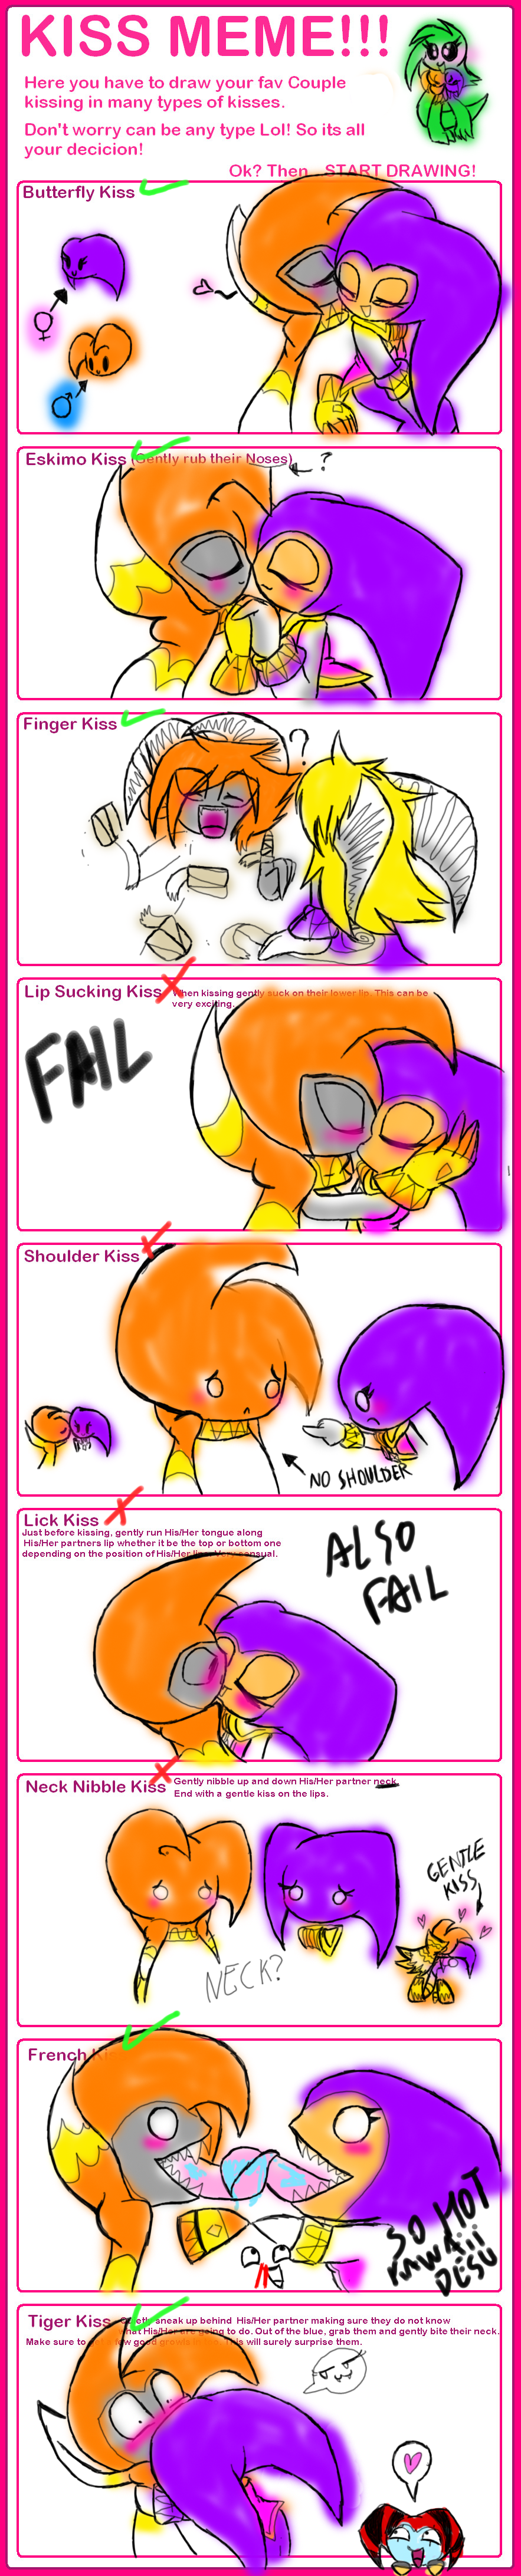 KISS MEME!!!
Here you have to draw your fav Couple
kissing in many types of kisses.
Don't worry can be any type Lol! So its all
your decicion!
Ok? Then START DRAWING!
Butterfly Kiss
Eskimo Kiss (Gently rub their Noses)
?
Finger Kiss
?
Lip Sucking Kiss
When kissing gently suck on their lower lip. This can be
very exciting.
FAIL
Shoulder Kiss
NO SHOULDER
Lick Kiss
Just before kissing, gently run His/Her tongue along
His/Her partners lip whether it be the top or bottom one
depending on the position of His/Her lips. Very sensual.
ALSO
FAIL
Neck Nibble Kiss
Gently nibble up and down His/Her partner neck.
End with a gentle kiss on the lips.
GENTLE
KISS
NECK?
French Ki
SO HOT
KAWAII
DESU
Tiger Kiss
sneak up behind His/Her partner making sure they do not know
what His/Her are going to do. Out of the blue, grab them and gently bite their neck.
Make sure to get a few good growls in. This will surely surprise them.